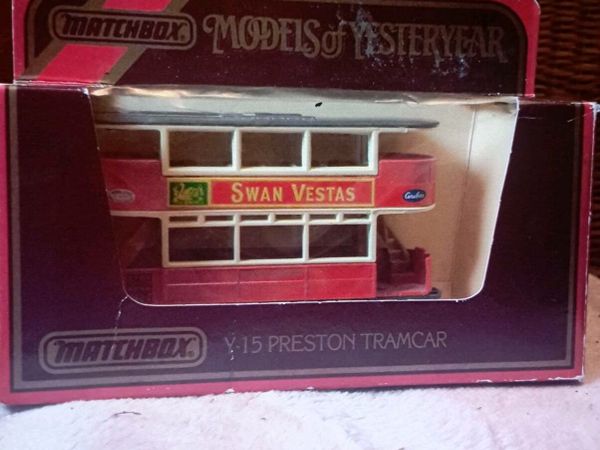 MATCHBOX
MODELS of YESTERYEAR
SWAN VESTAS
MATCHBOX
Y-15 PRESTON TRAMCAR